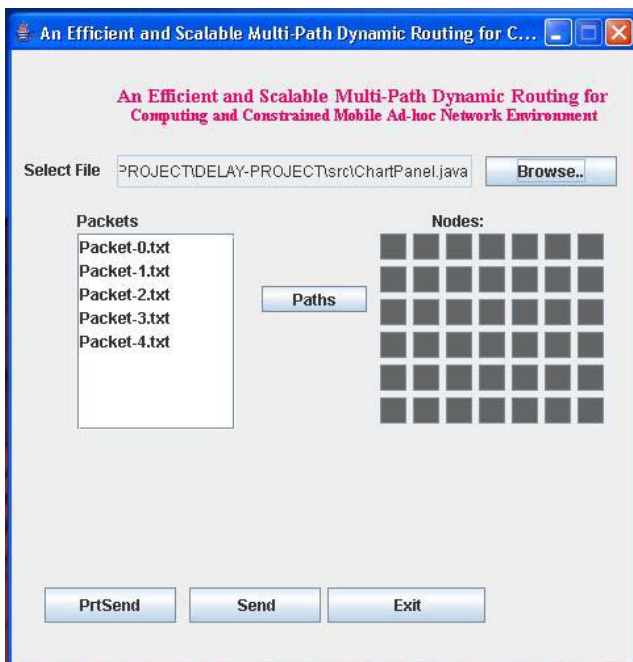 An Efficient and Scalable Multi-Path Dynamic Routing for C...
An Efficient and Scalable Multi-Path Dynamic Routing for
Computing and Constrained Mobile Ad-hoc Network Environment
Select File PROJECT\DELAY-PROJECT\src\ChartPanel.java Browse..
Packets Nodes:
Packet-0.txt
Packet-1.txt
Packet-2.txt
Packet-3.txt
Packet-4.txt
Paths
PrtSend Send Exit